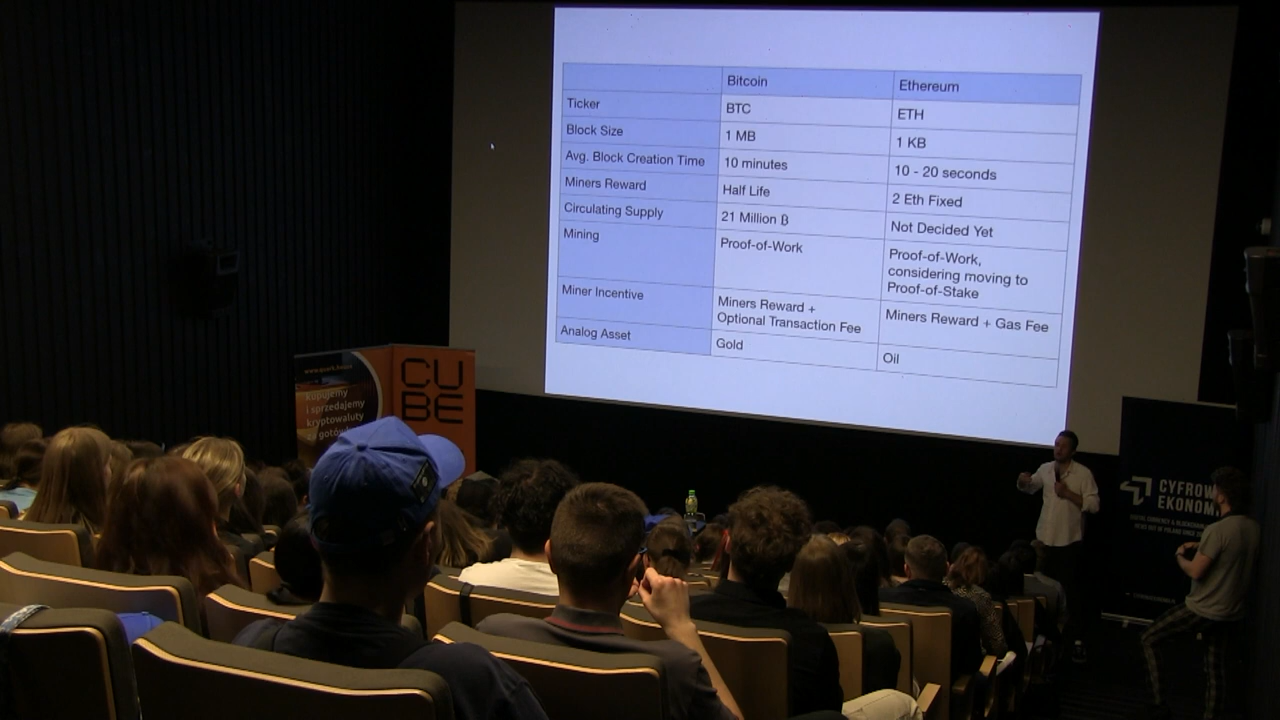 Bitcoin Ethereum
Ticker BTC ETH
Block Size 1 MB 1 KB
Avg. Block Creation Time 10 minutes 10 - 20 seconds
Miners Reward Half Life 2 Eth Fixed
Circulating Supply 21 Million ₿ Not Decided Yet
Mining Proof-of-Work Proof-of-Work,
considering moving to
Proof-of-Stake
Miner Incentive Miners Reward + Miners Reward + Gas Fee
Optional Transaction Fee
Analog Asset Gold Oil
Kupujemy
i sprzedajemy
kryptowaluty
CU
BE
CYFROW
EKONOM